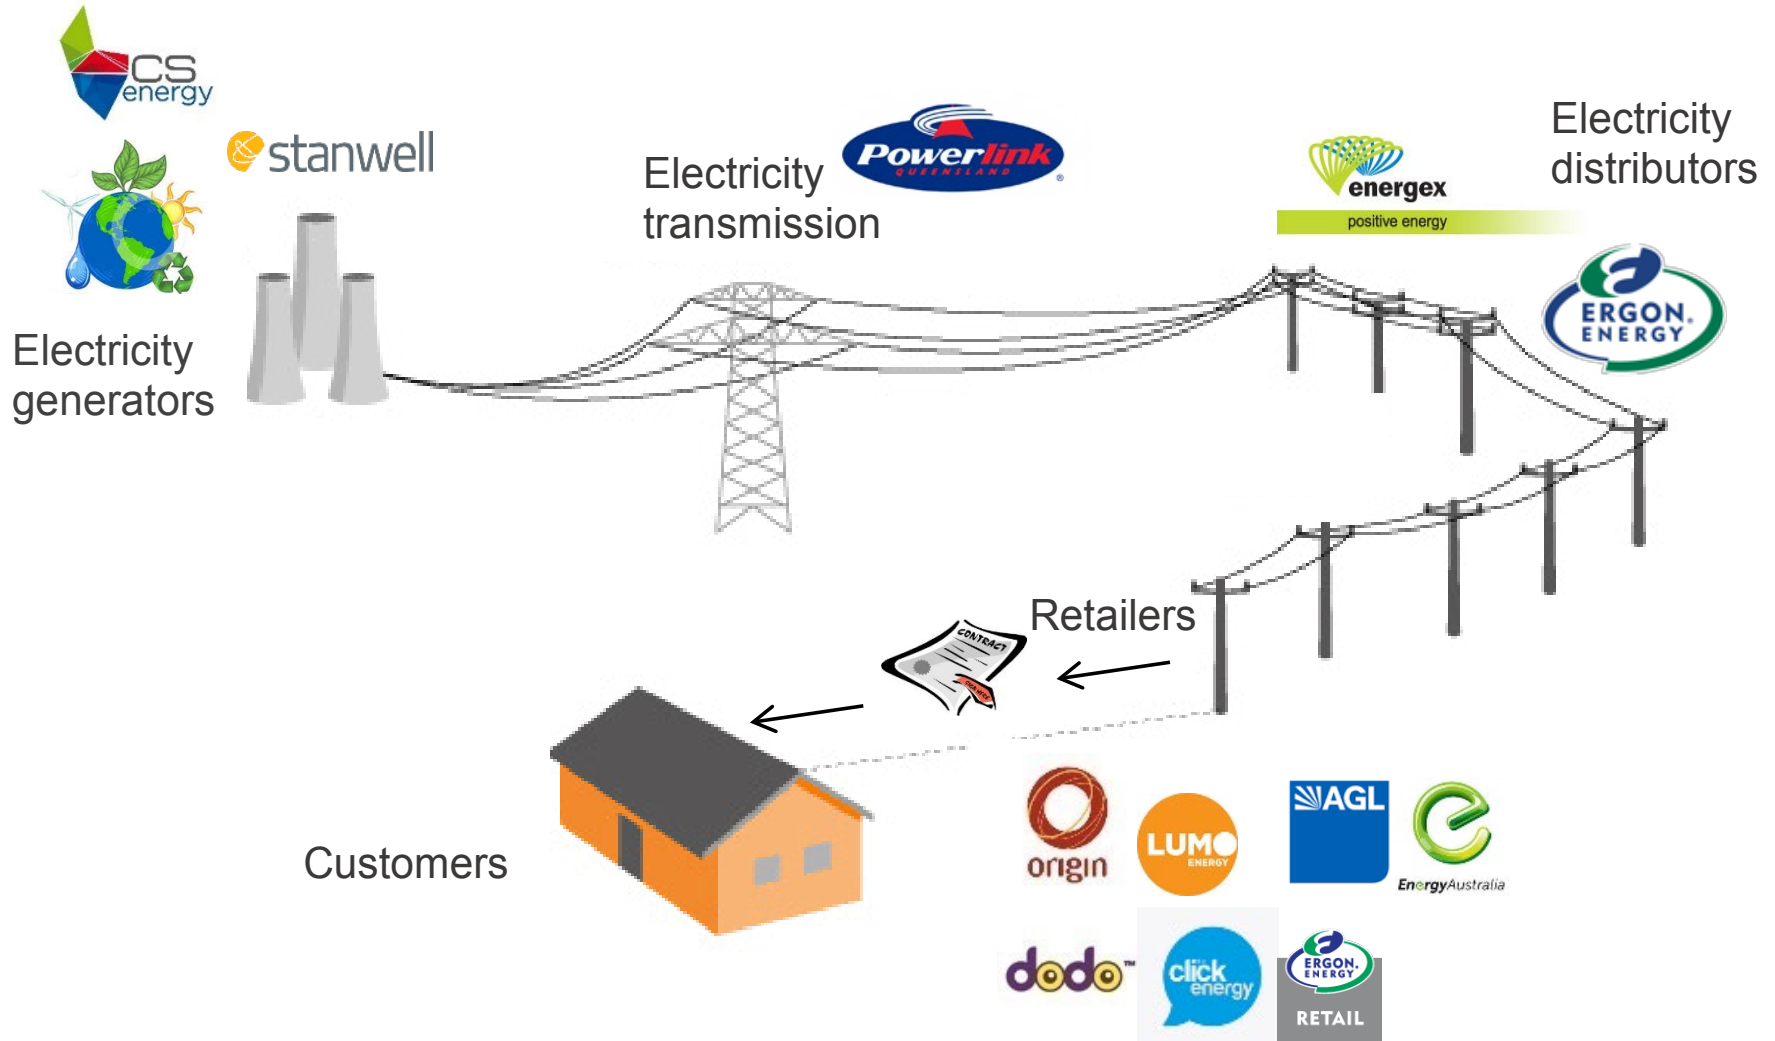 CS
energy
stanwell
Electricity
generators
Electricity
transmission
Powerlink
QUEENSLAND
®
energex
positive energy
Electricity
distributors
ERGON®
ENERGY
Retailers
CONTRACT
Customers
origin
LUMO
ENERGY
AGL
EnergyAustralia
dodo™
click
energy
ERGON.
ENERGY
RETAIL